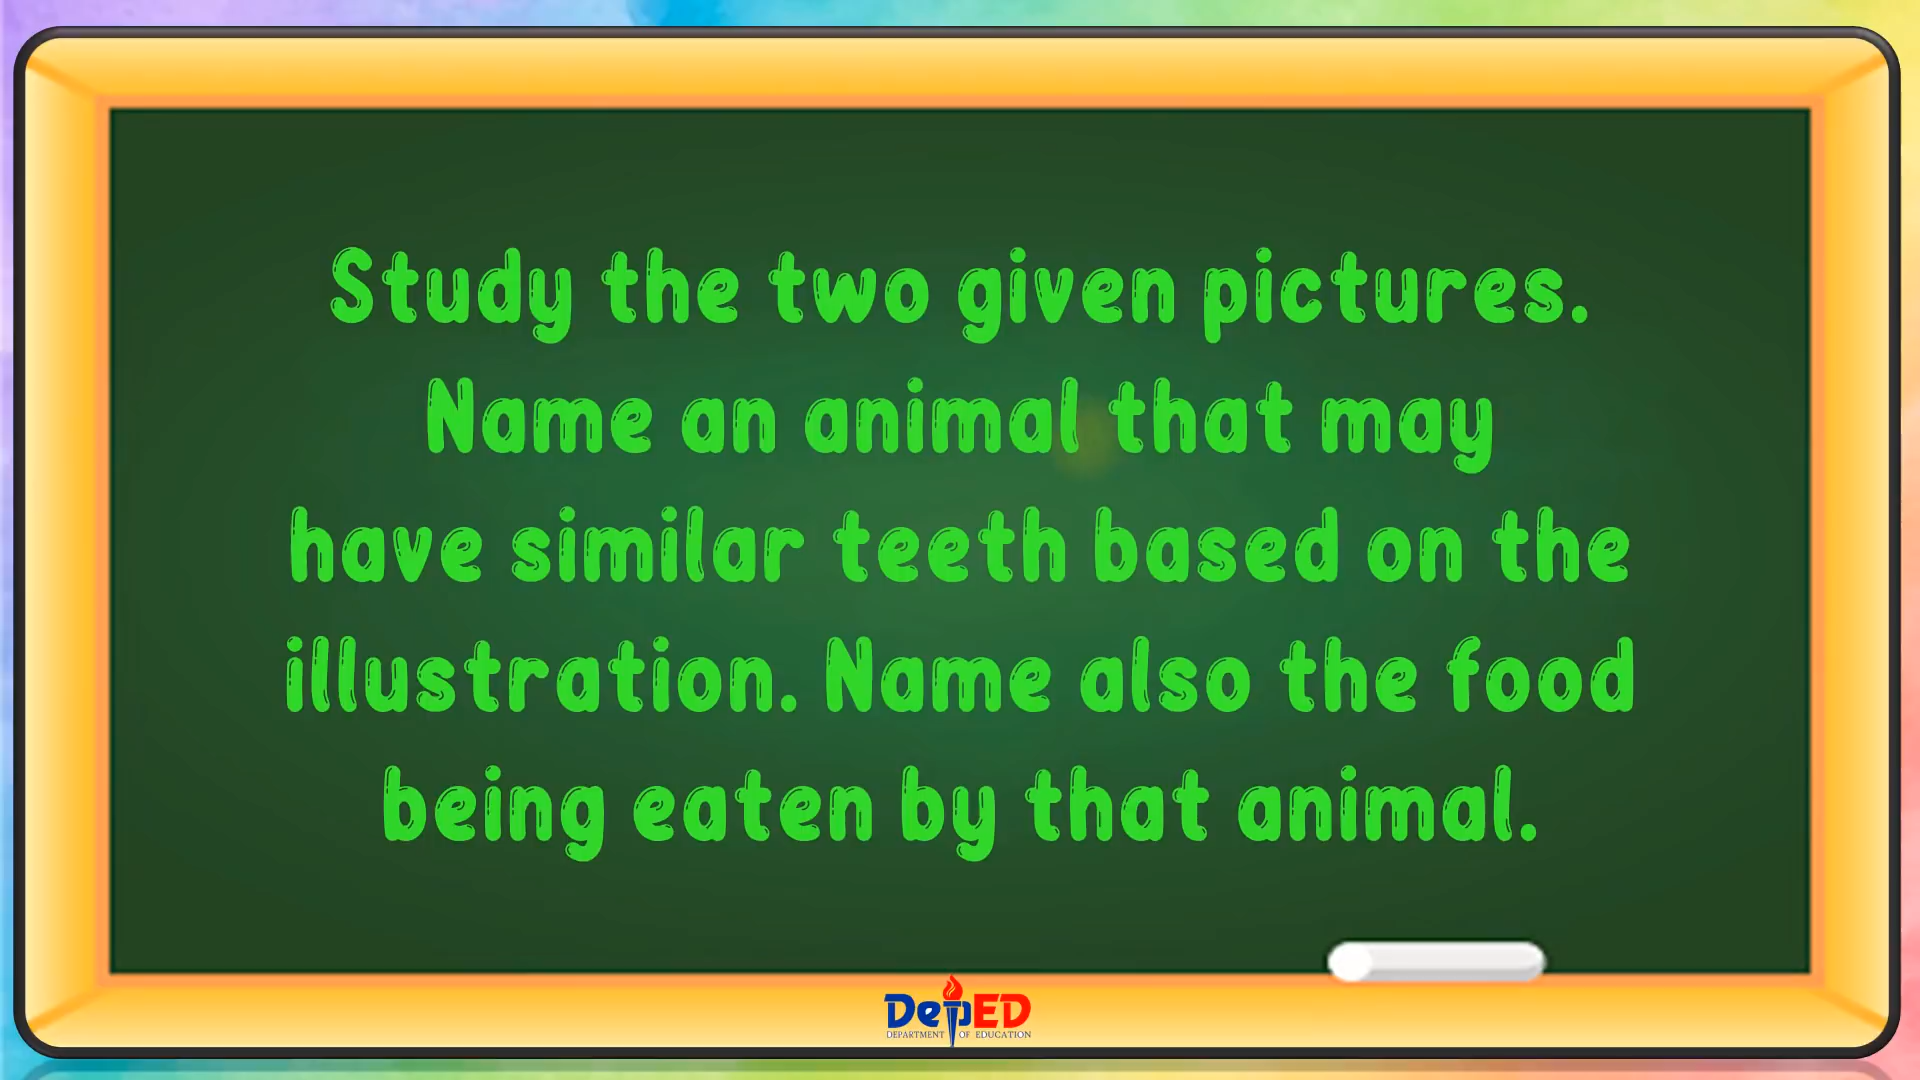 Study the two given pictures.
Name an animal that may
have similar teeth based on the
illustration. Name also the food
being eaten by that animal.
DepED
DEPARTMENT OF EDUCATION